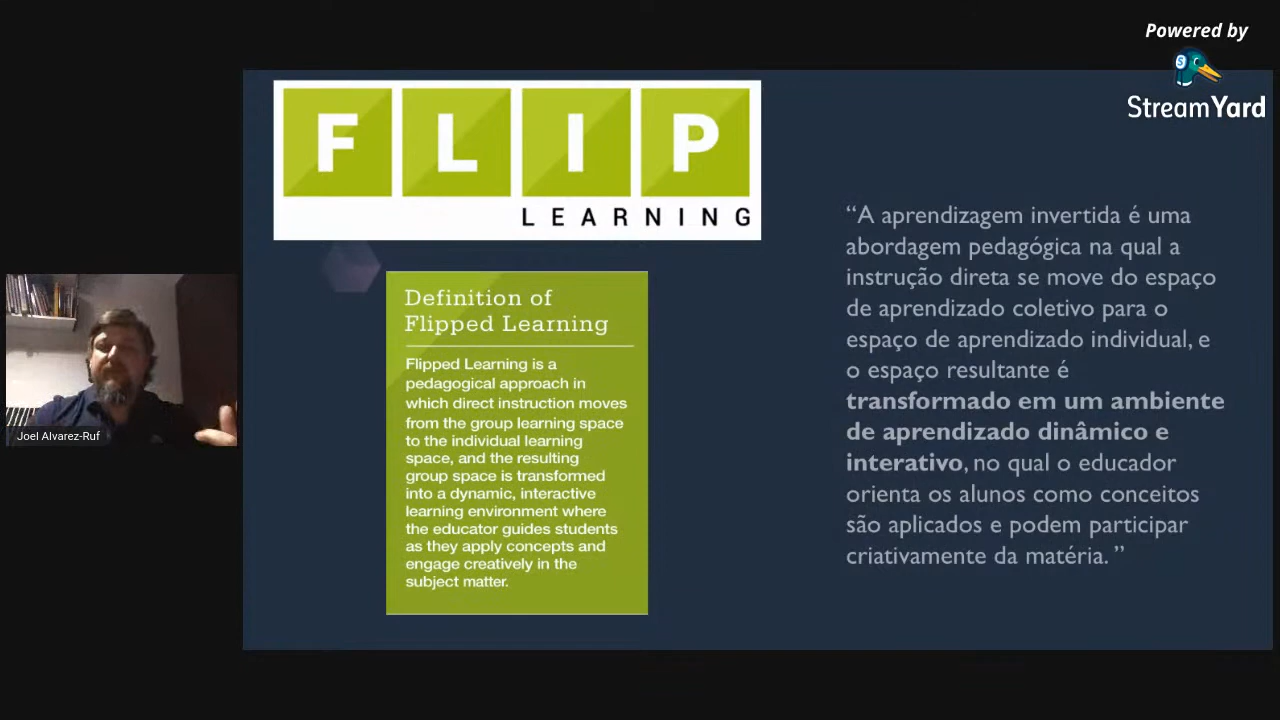 Powered by
StreamYard
FLIP
LEARNING
Definition of
Flipped Learning
Flipped Learning is a
pedagogical approach in
which direct instruction moves
from the group learning space
to the individual learning
space, and the resulting
group space is transformed
into a dynamic, interactive
learning environment where
the educator guides students
as they apply concepts and
engage creatively in the
subject matter.
“A aprendizagem invertida é uma
abordagem pedagógica na qual a
instrução direta se move do espaço
de aprendizado coletivo para o
espaço de aprendizado individual, e
o espaço resultante é
transformado em um ambiente
de aprendizado dinâmico e
interativo, no qual o educador
orienta os alunos como conceitos
são aplicados e podem participar
criativamente da matéria. ”
Joel Alvarez-Ruf